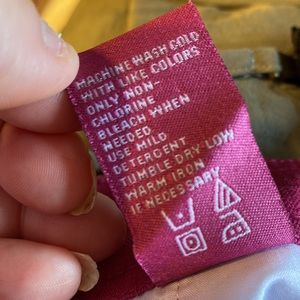 MACHINE WASH COLD
WITH LIKE COLORS
ONLY NON-
CHLORINE
BLEACH WHEN
NEEDED
USE MILD
DETERGENT
TUMBLE DRY LOW
WARM IRON
IF NECESSARY